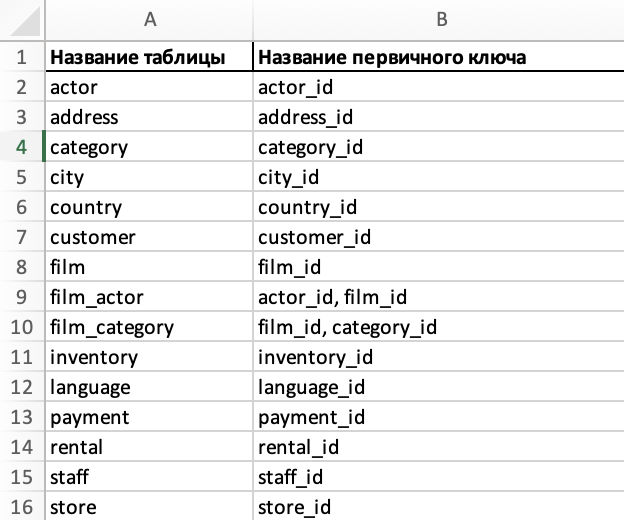 A B
1 Название таблицы Название первичного ключа
2 actor actor_id
3 address address_id
4 category category_id
5 city city_id
6 country country_id
7 customer customer_id
8 film film_id
9 film_actor actor_id, film_id
10 film_category film_id, category_id
11 inventory inventory_id
12 language language_id
13 payment payment_id
14 rental rental_id
15 staff staff_id
16 store store_id